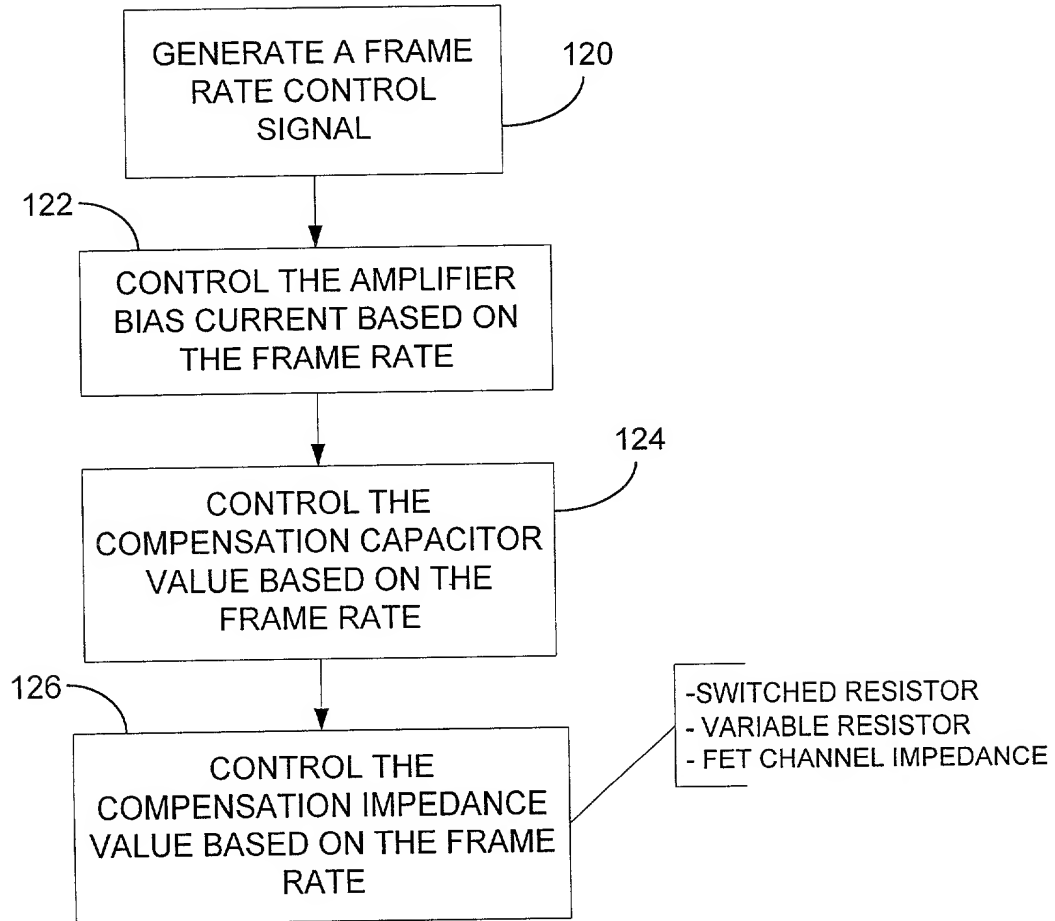 GENERATE A FRAME
RATE CONTROL
SIGNAL
120
122
CONTROL THE AMPLIFIER
BIAS CURRENT BASED ON
THE FRAME RATE
124
CONTROL THE
COMPENSATION CAPACITOR
VALUE BASED ON THE
FRAME RATE
126
CONTROL THE
COMPENSATION IMPEDANCE
VALUE BASED ON THE FRAME
RATE
-SWITCHED RESISTOR
- VARIABLE RESISTOR
- FET CHANNEL IMPEDANCE